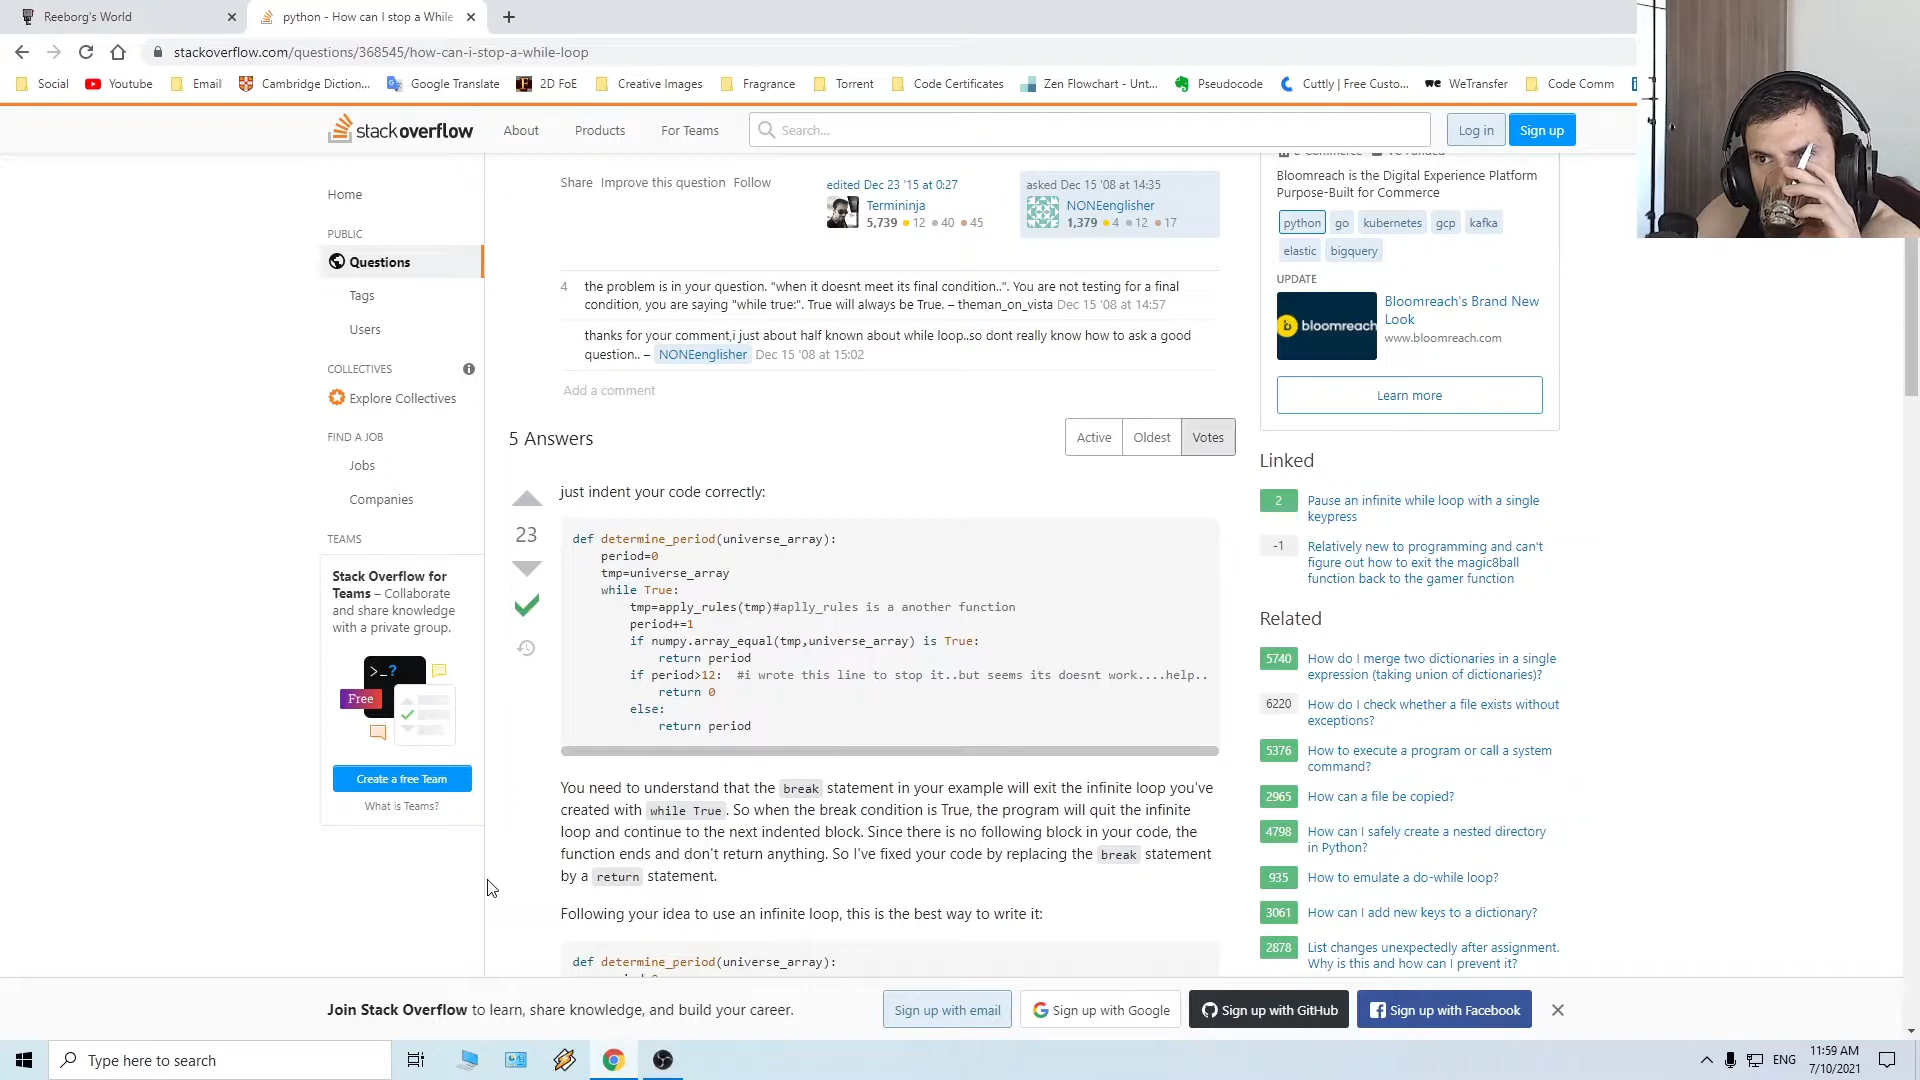 Reeborg's World
python - How can I stop a While
stackoverflow.com/questions/368545/how-can-i-stop-a-while-loop
Social
Youtube
Email
Cambridge Diction...
Google Translate
2D FoE
Creative Images
Fragrance
Torrent
Code Certificates
Zen Flowchart - Unt...
Pseudocode
Cuttly | Free Custo...
WeTransfer
Code Comm
stackoverflow
About
Products
For Teams
Search...
Log in
Sign up
Home
PUBLIC
Questions
Tags
Users
COLLECTIVES
Explore Collectives
FIND A JOB
Jobs
Companies
TEAMS
Stack Overflow for
Teams – Collaborate
and share knowledge
with a private group.
>_?
Free
Create a free Team
What is Teams?
Share Improve this question Follow
edited Dec 23 '15 at 0:27
Termininja
5,739 12 40 45
asked Dec 15 '08 at 14:35
NONEenglisher
1,379 4 12 17
4 the problem is in your question. "when it doesnt meet its final condition..". You are not testing for a final
condition, you are saying "while true:". True will always be True. – theman_on_vista Dec 15 '08 at 14:57
thanks for your comment,i just about half known about while loop..so dont really know how to ask a good
question.. – NONEenglisher Dec 15 '08 at 15:02
Add a comment
5 Answers
Active
Oldest
Votes
23
just indent your code correctly:
def determine_period(universe_array):
period=0
tmp=universe_array
while True:
tmp=apply_rules(tmp)#aplly_rules is a another function
period+=1
if numpy.array_equal(tmp,universe_array) is True:
return period
if period>12: #i wrote this line to stop it..but seems its doesnt work....help..
return 0
else:
return period
You need to understand that the break statement in your example will exit the infinite loop you've
created with while True. So when the break condition is True, the program will quit the infinite
loop and continue to the next indented block. Since there is no following block in your code, the
function ends and don't return anything. So I've fixed your code by replacing the break statement
by a return statement.
Following your idea to use an infinite loop, this is the best way to write it:
def determine_period(universe_array):
Bloomreach is the Digital Experience Platform
Purpose-Built for Commerce
python
go
kubernetes
gcp
kafka
elastic
bigquery
UPDATE
bloomreach
Bloomreach's Brand New
Look
www.bloomreach.com
Learn more
Linked
2 Pause an infinite while loop with a single
keypress
-1 Relatively new to programming and can't
figure out how to exit the magic8ball
function back to the gamer function
Related
5740 How do I merge two dictionaries in a single
expression (taking union of dictionaries)?
6220 How do I check whether a file exists without
exceptions?
5376 How to execute a program or call a system
command?
2965 How can a file be copied?
4798 How can I safely create a nested directory
in Python?
935 How to emulate a do-while loop?
3061 How can I add new keys to a dictionary?
2878 List changes unexpectedly after assignment.
Why is this and how can I prevent it?
Join Stack Overflow to learn, share knowledge, and build your career.
Sign up with email
Sign up with Google
Sign up with GitHub
Sign up with Facebook
Type here to search
ENG
11:59 AM
7/10/2021